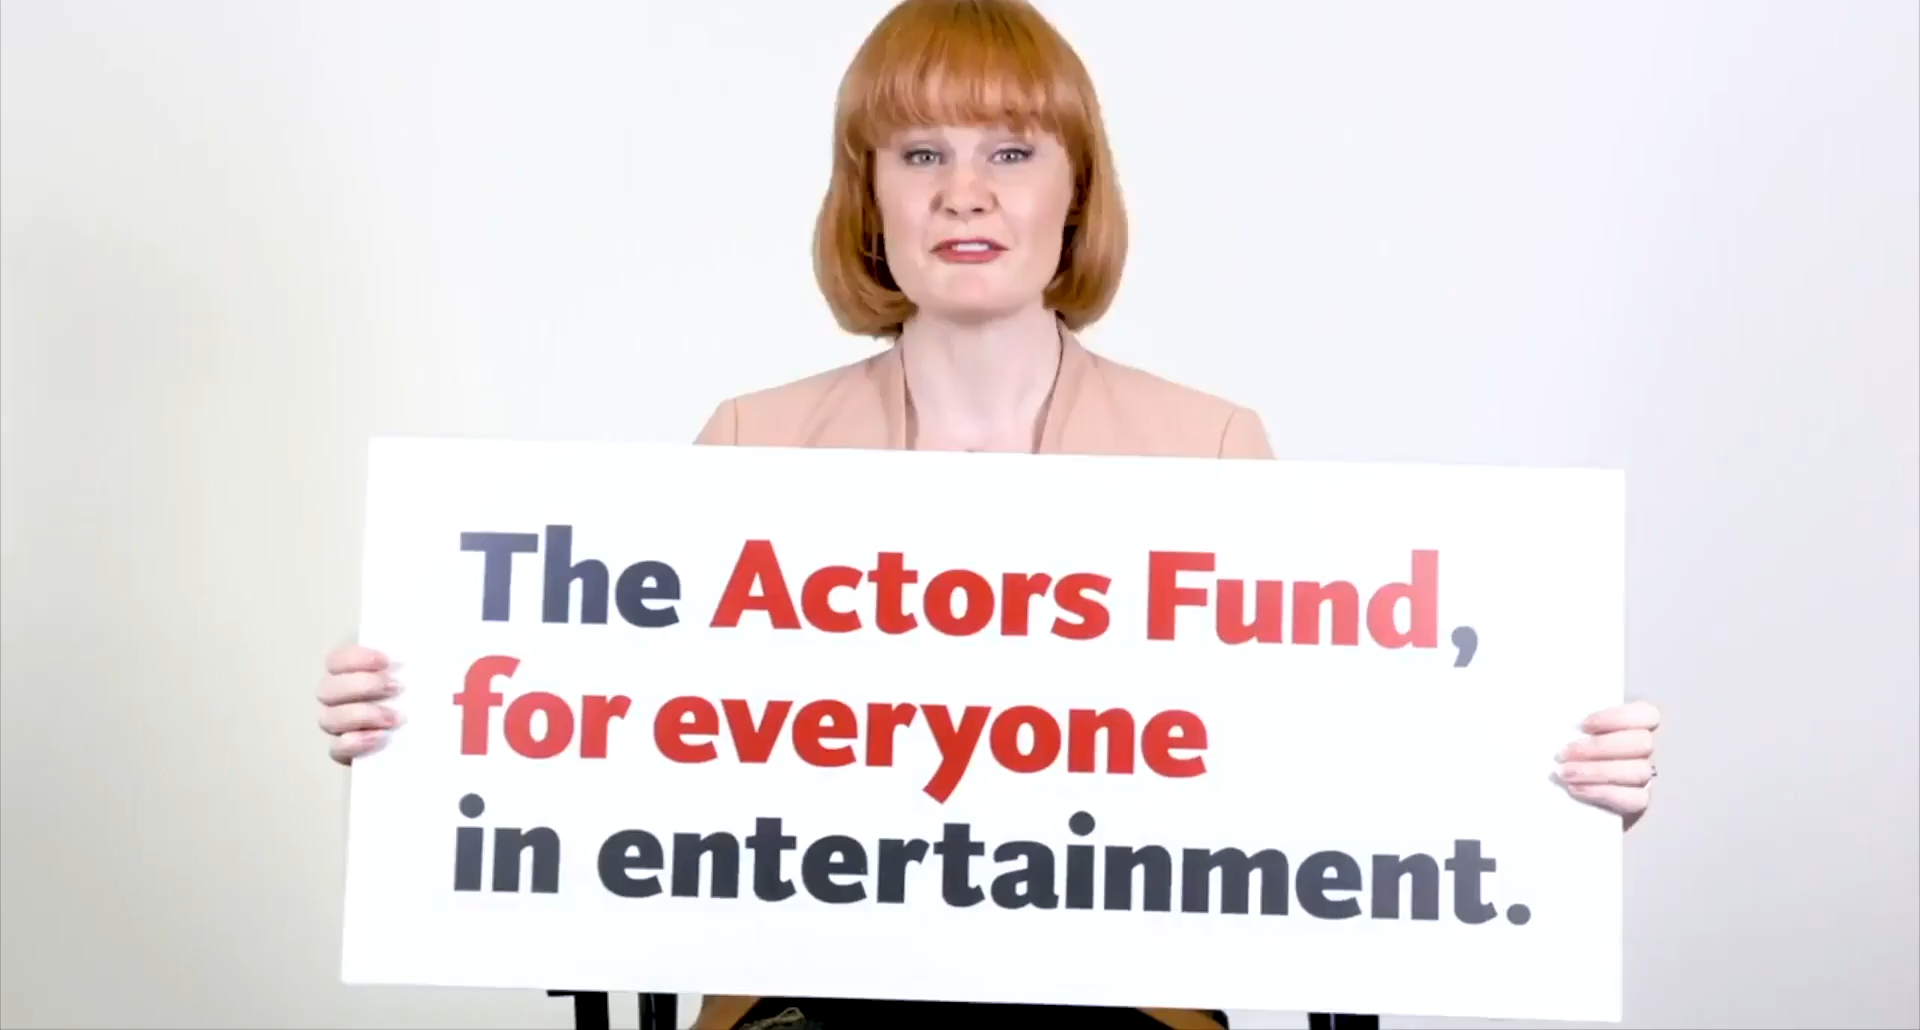 The Actors Fund,
for everyone
in entertainment.